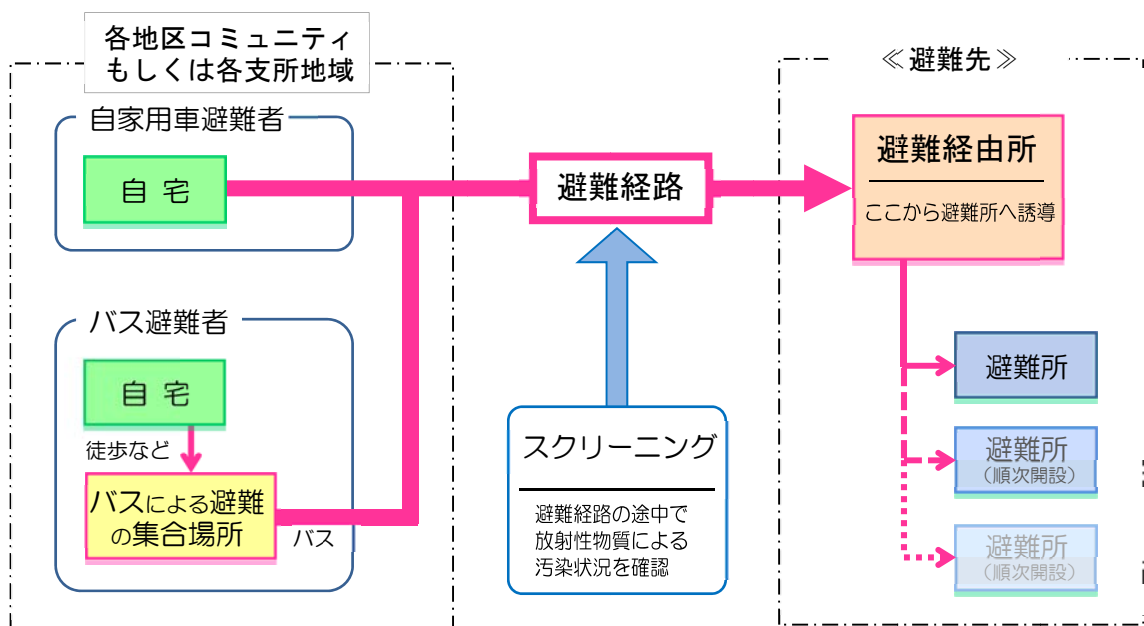 各地区コミュニティ
もしくは各支所地域
自家用車避難者
自 宅
バス避難者
自 宅
徒歩など
バスによる避難
の集合場所
バス
避難経路
スクリーニング
避難経路の途中で
放射性物質による
汚染状況を確認
≪避難先≫
避難経由所
ここから避難所へ誘導
避難所
避難所
（順次開設）
避難所
（順次開設）